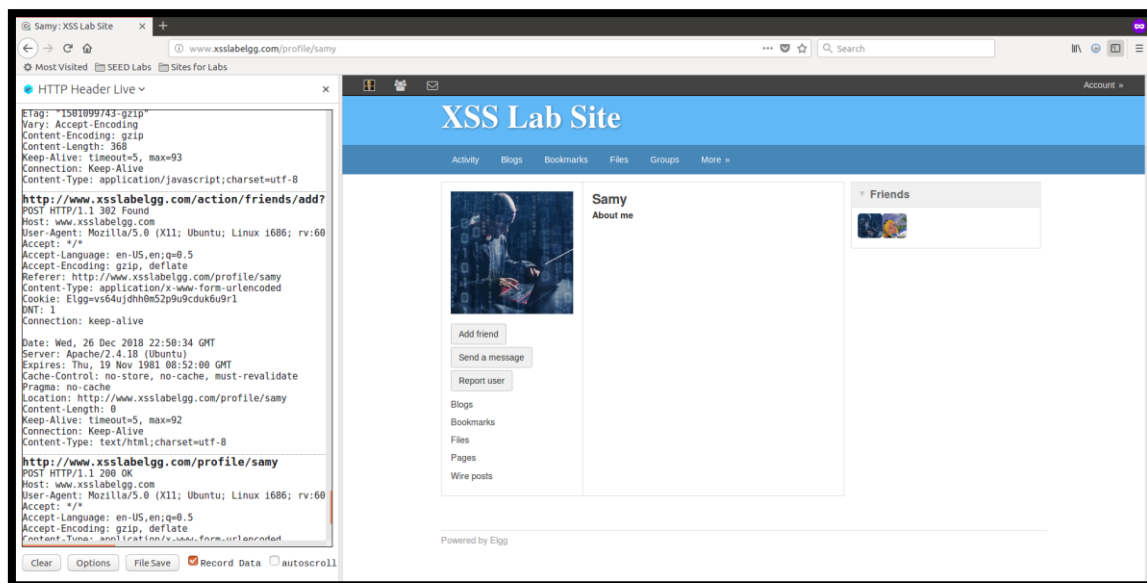 Samy : XSS Lab Site
www.xsslabelgg.com/profile/samy
Search
Most Visited SEED Labs Sites for Labs
HTTP Header Live
ETag: "1501099743-gzip"
Vary: Accept-Encoding
Content-Encoding: gzip
Content-Length: 368
Keep-Alive: timeout=5, max=93
Connection: Keep-Alive
Content-Type: application/javascript;charset=utf-8
http://www.xsslabelgg.com/action/friends/add?
POST HTTP/1.1 302 Found
Host: www.xsslabelgg.com
User-Agent: Mozilla/5.0 (X11; Ubuntu; Linux i686; rv:60
Accept: */*
Accept-Language: en-US,en;q=0.5
Accept-Encoding: gzip, deflate
Referer: http://www.xsslabelgg.com/profile/samy
Content-Type: application/x-www-form-urlencoded
Cookie: Elgg=vs64ujdhh0m52p9u9cduk6u9r1
DNT: 1
Connection: keep-alive
Date: Wed, 26 Dec 2018 22:50:34 GMT
Server: Apache/2.4.18 (Ubuntu)
Expires: Thu, 19 Nov 1981 08:52:00 GMT
Cache-Control: no-store, no-cache, must-revalidate
Pragma: no-cache
Location: http://www.xsslabelgg.com/profile/samy
Content-Length: 0
Keep-Alive: timeout=5, max=92
Connection: Keep-Alive
Content-Type: text/html;charset=utf-8
http://www.xsslabelgg.com/profile/samy
POST HTTP/1.1 200 OK
Host: www.xsslabelgg.com
User-Agent: Mozilla/5.0 (X11; Ubuntu; Linux i686; rv:60
Accept: */*
Accept-Language: en-US,en;q=0.5
Accept-Encoding: gzip, deflate
Content-Type: application/x-www-form-urlencoded
Clear Options File Save Record Data autoscroll
Account »
XSS Lab Site
Activity Blogs Bookmarks Files Groups More »
Samy
About me
Add friend
Send a message
Report user
Blogs
Bookmarks
Files
Pages
Wire posts
Friends
Powered by Elgg